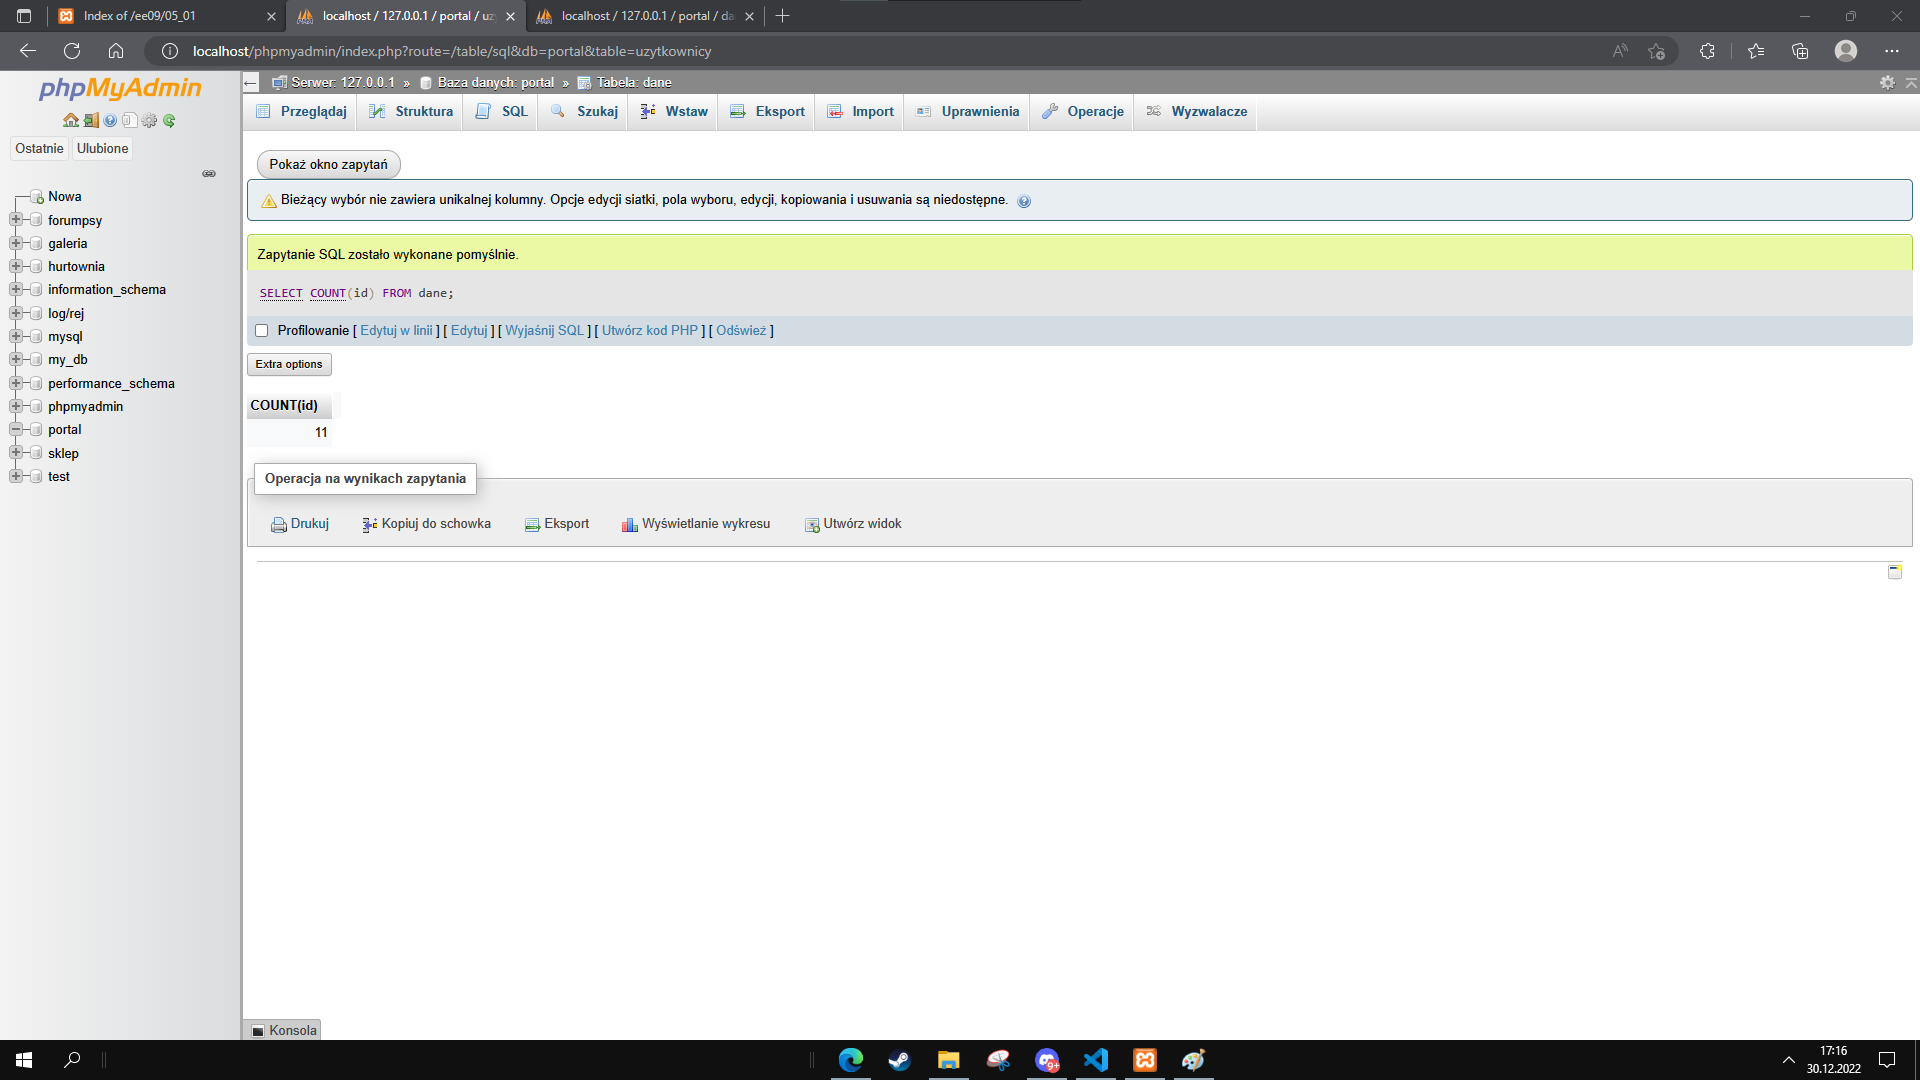 Index of /ee09/05_01
localhost / 127.0.0.1 / portal / uż
localhost / 127.0.0.1 / portal / da
localhost/phpmyadmin/index.php?route=/table/sql&db=portal&table=uzytkownicy
phpMyAdmin
Ostatnie
Ulubione
Nowa
forumpsy
galeria
hurtownia
information_schema
log/rej
mysql
my_db
performance_schema
phpmyadmin
portal
sklep
test
Serwer: 127.0.0.1 » Baza danych: portal » Tabela: dane
Przeglądaj
Struktura
SQL
Szukaj
Wstaw
Eksport
Import
Uprawnienia
Operacje
Wyzwalacze
Pokaż okno zapytań
Bieżący wybór nie zawiera unikalnej kolumny. Opcje edycji siatki, pola wyboru, edycji, kopiowania i usuwania są niedostępne.
Zapytanie SQL zostało wykonane pomyślnie.
SELECT COUNT(id) FROM dane;
Profilowanie [ Edytuj w linii ] [ Edytuj ] [ Wyjaśnij SQL ] [ Utwórz kod PHP ] [ Odśwież ]
Extra options
COUNT(id)
11
Operacja na wynikach zapytania
Drukuj
Kopiuj do schowka
Eksport
Wyświetlanie wykresu
Utwórz widok
Konsola
9+
17:16
30.12.2022